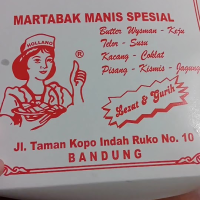 MARTABAK MANIS SPESIAL
HOLLAND
Butter Wysman - Keju
Telor - Susu
Kacang - Coklat
Pisang - Kismis - Jagung
Lezat & Gurih
Jl. Taman Kopo Indah Ruko No. 10
BANDUNG